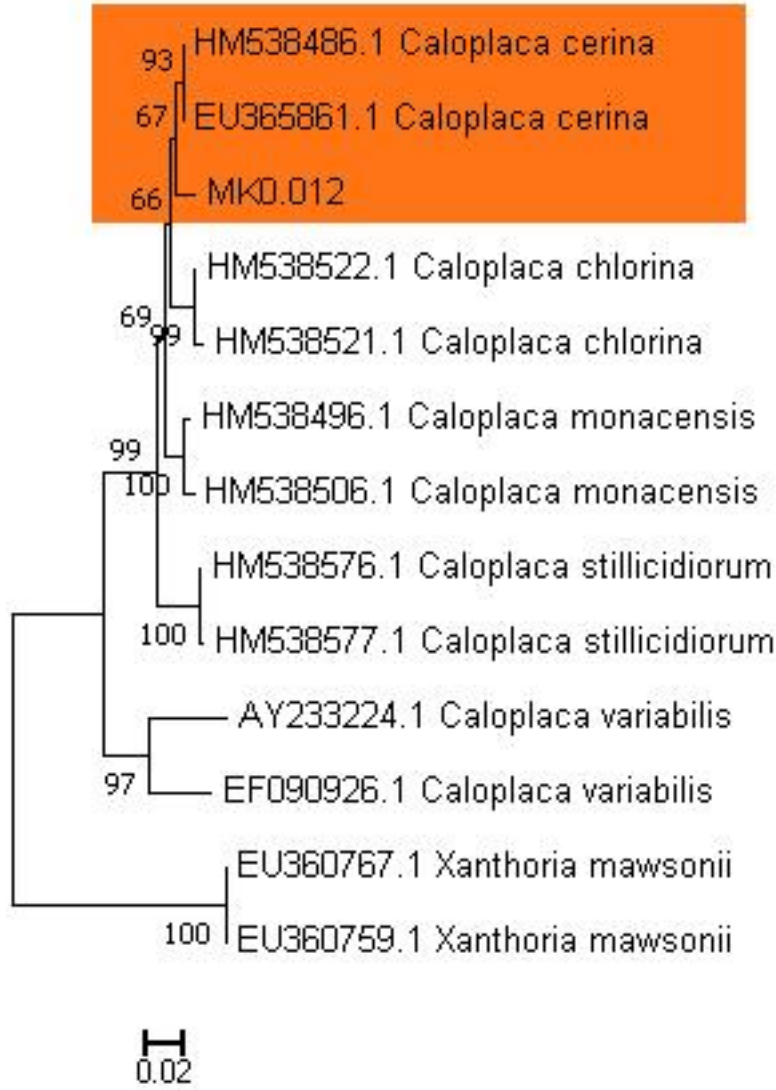 HM538486.1 Caloplaca cerina
93
EU365861.1 Caloplaca cerina
67
MK0.012
66
HM538522.1 Caloplaca chlorina
69
99
HM538521.1 Caloplaca chlorina
HM538496.1 Caloplaca monacensis
99
100
HM538506.1 Caloplaca monacensis
HM538576.1 Caloplaca stillicidiorum
100
HM538577.1 Caloplaca stillicidiorum
AY233224.1 Caloplaca variabilis
97
EF090926.1 Caloplaca variabilis
EU360767.1 Xanthoria mawsonii
100
EU360759.1 Xanthoria mawsonii
0.02